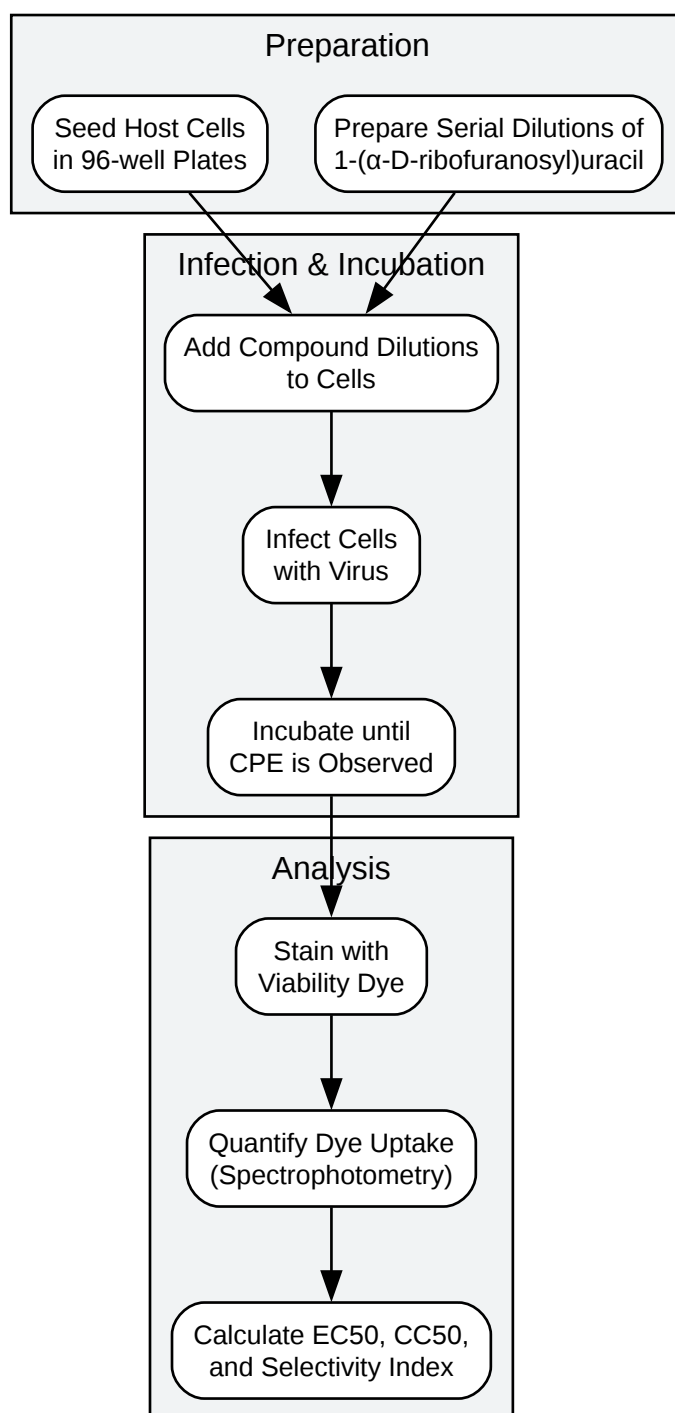 Preparation
Seed Host Cells
in 96-well Plates
Prepare Serial Dilutions of
1-(α-D-ribofuranosyl)uracil
Infection & Incubation
Add Compound Dilutions
to Cells
Infect Cells
with Virus
Incubate until
CPE is Observed
Analysis
Stain with
Viability Dye
Quantify Dye Uptake
(Spectrophotometry)
Calculate EC50, CC50,
and Selectivity Index